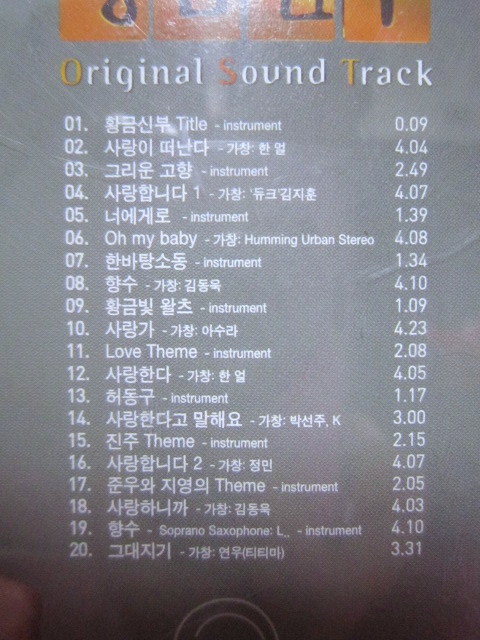 Original Sound Track
01. 황금신부 Title - instrument 0.09
02. 사랑이 떠난다 - 가창: 한 얼 4.04
03. 그리운 고향 - instrument 2.49
04. 사랑합니다 1 - 가창: '듀크'김지훈 4.07
05. 너에게로 - instrument 1.39
06. Oh my baby - 가창: Humming Urban Stereo 4.08
07. 한바탕소동 - instrument 1.34
08. 향수 - 가창: 김동욱 4.10
09. 황금빛 왈츠 - instrument 1.09
10. 사랑가 - 가창: 아수라 4.23
11. Love Theme - instrument 2.08
12. 사랑한다 - 가창: 한 얼 4.05
13. 허동구 - instrument 1.17
14. 사랑한다고 말해요 - 가창: 박선주, K 3.00
15. 진주 Theme - instrument 2.15
16. 사랑합니다 2 - 가창: 정민 4.07
17. 준우와 지영의 Theme - instrument 2.05
18. 사랑하니까 - 가창: 김동욱 4.03
19. 향수 - Soprano Saxophone: L,, - instrument 4.10
20. 그대지기 - 가창: 연우(티티마) 3.31